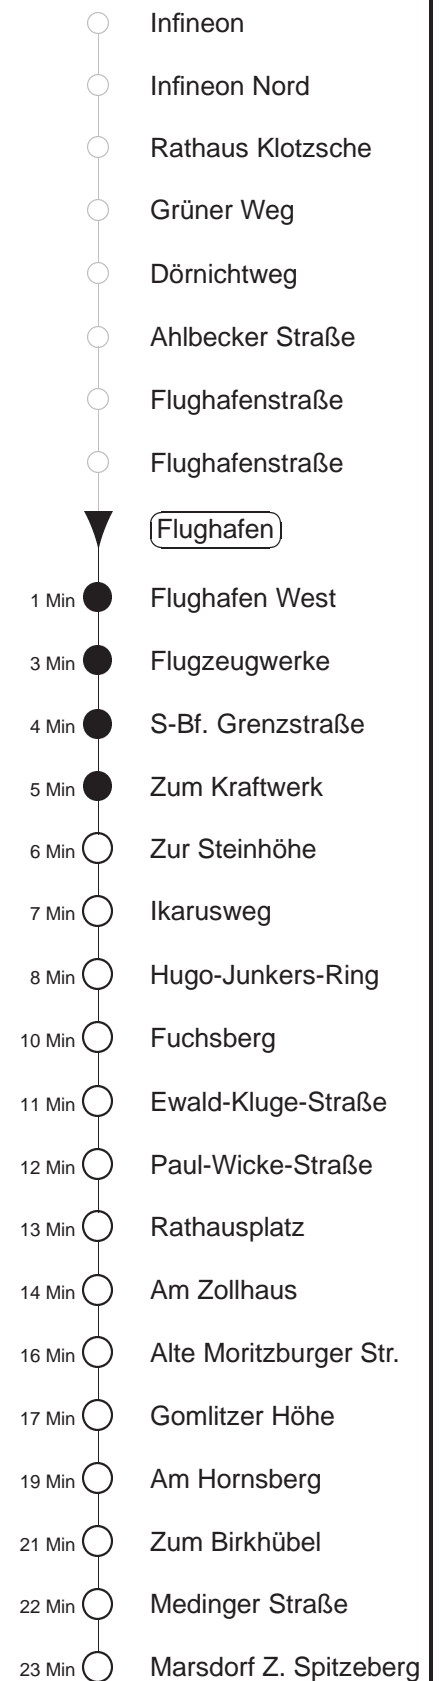 Infineon
Infineon Nord
Rathaus Klotzsche
Grüner Weg
Dörnichtweg
Ahlbecker Straße
Flughafenstraße
Flughafenstraße
Flughafen
1 Min Flughafen West
3 Min Flugzeugwerke
4 Min S-Bf. Grenzstraße
5 Min Zum Kraftwerk
6 Min Zur Steinhöhe
7 Min Ikarusweg
8 Min Hugo-Junkers-Ring
10 Min Fuchsberg
11 Min Ewald-Kluge-Straße
12 Min Paul-Wicke-Straße
13 Min Rathausplatz
14 Min Am Zollhaus
16 Min Alte Moritzburger Str.
17 Min Gomlitzer Höhe
19 Min Am Hornsberg
21 Min Zum Birkhübel
22 Min Medinger Straße
23 Min Marsdorf Z. Spitzeberg